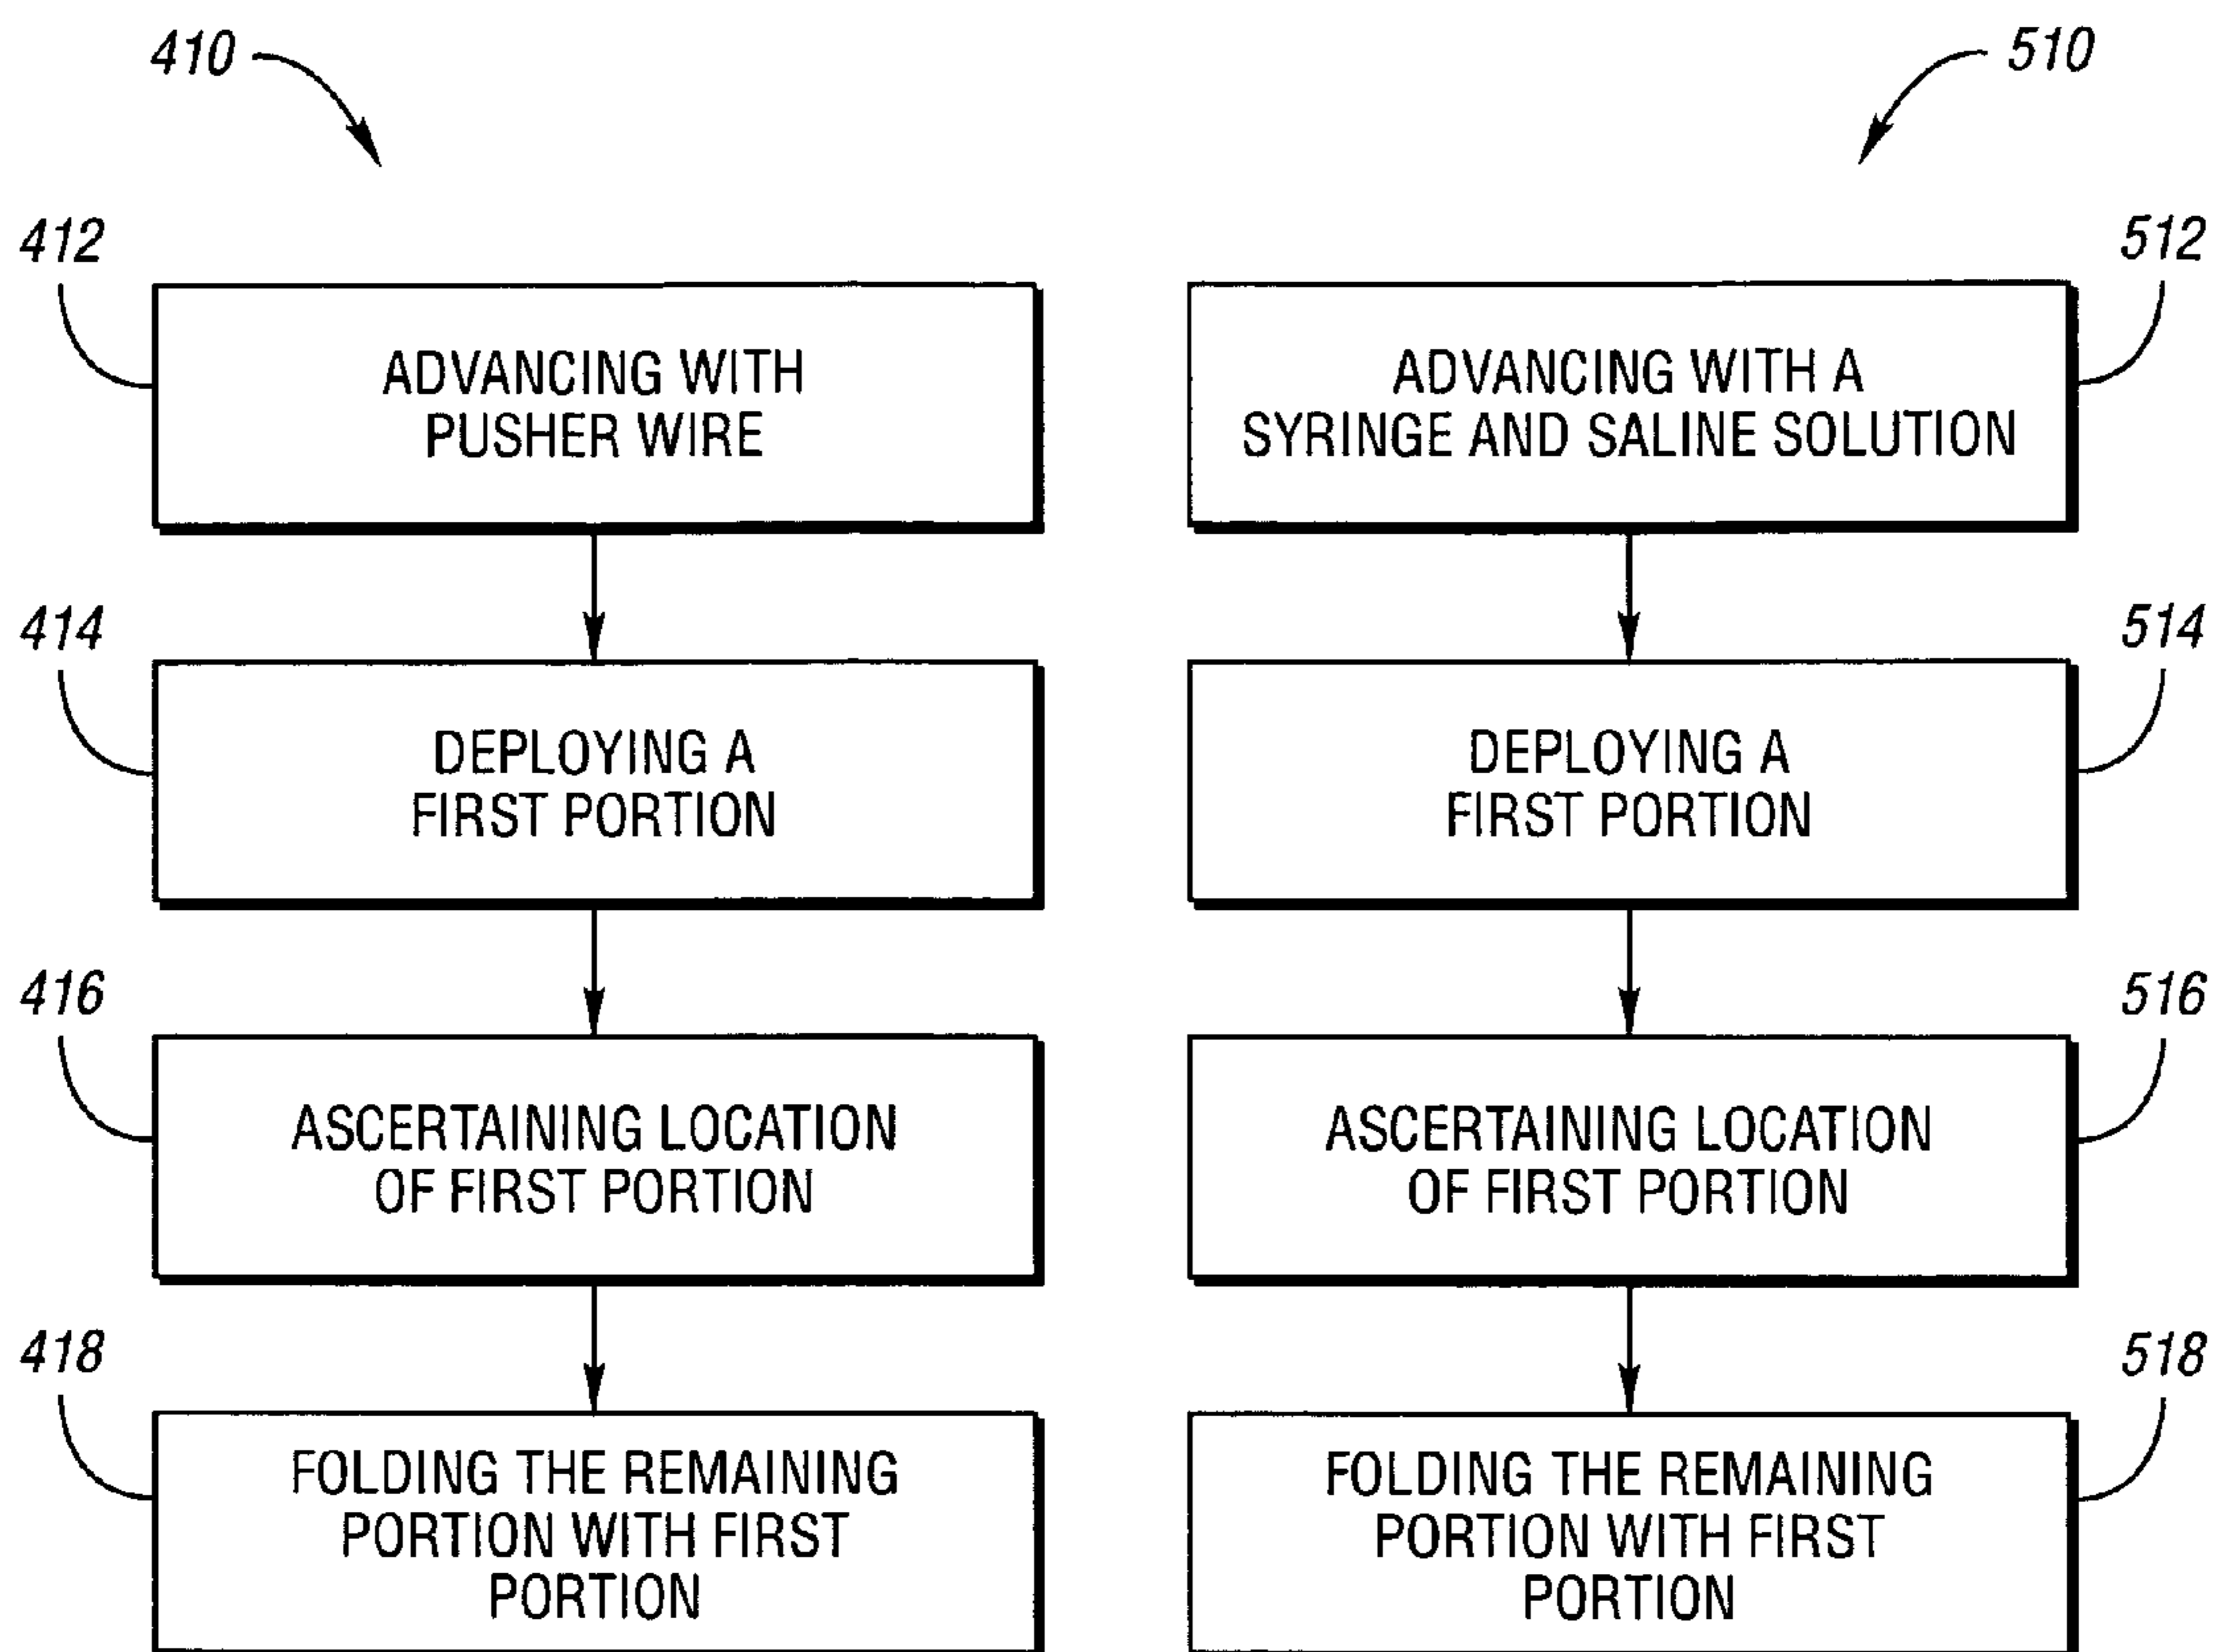 410
412
ADVANCING WITH
PUSHER WIRE
414
DEPLOYING A
FIRST PORTION
416
ASCERTAINING LOCATION
OF FIRST PORTION
418
FOLDING THE REMAINING
PORTION WITH FIRST
PORTION
510
512
ADVANCING WITH A
SYRINGE AND SALINE SOLUTION
514
DEPLOYING A
FIRST PORTION
516
ASCERTAINING LOCATION
OF FIRST PORTION
518
FOLDING THE REMAINING
PORTION WITH FIRST
PORTION